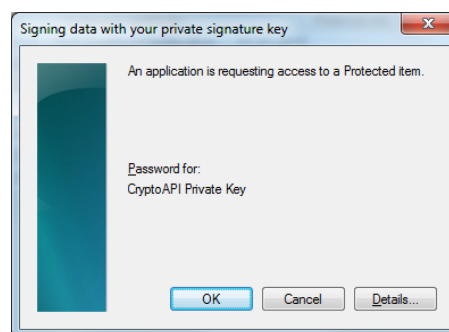 Signing data with your private signature key
An application is requesting access to a Protected item.
Password for:
CryptoAPI Private Key
OK
Cancel
Details...